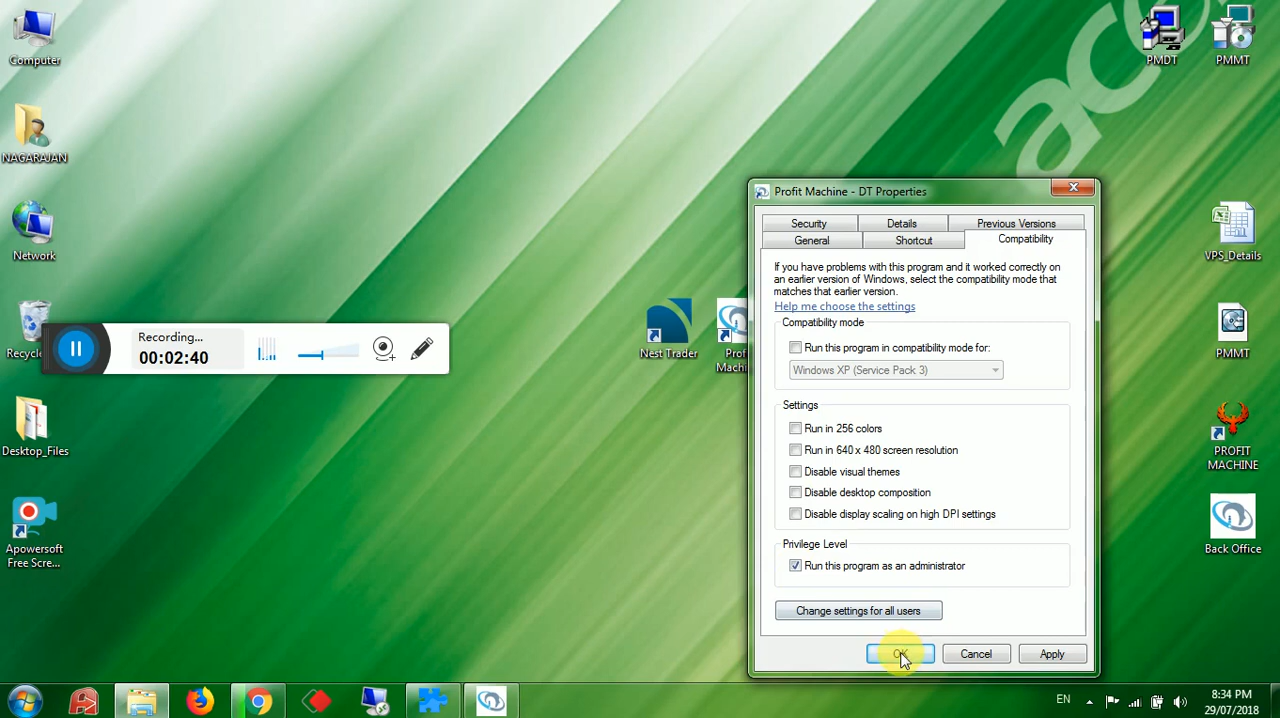 Computer
NAGARAJAN
Network
Recycle
Desktop_Files
Apowersoft
Free Scre...
Recording...
00:02:40
Nest Trader
Prof
Machin
acer
PMDT
PMMT
VPS_Details
PMMT
PROFIT
MACHINE
Back Office
Profit Machine - DT Properties
Security
Details
Previous Versions
General
Shortcut
Compatibility
If you have problems with this program and it worked correctly on
an earlier version of Windows, select the compatibility mode that
matches that earlier version.
Help me choose the settings
Compatibility mode
Run this program in compatibility mode for:
Windows XP (Service Pack 3)
Settings
Run in 256 colors
Run in 640 x 480 screen resolution
Disable visual themes
Disable desktop composition
Disable display scaling on high DPI settings
Privilege Level
Run this program as an administrator
Change settings for all users
OK
Cancel
Apply
EN
8:34 PM
29/07/2018